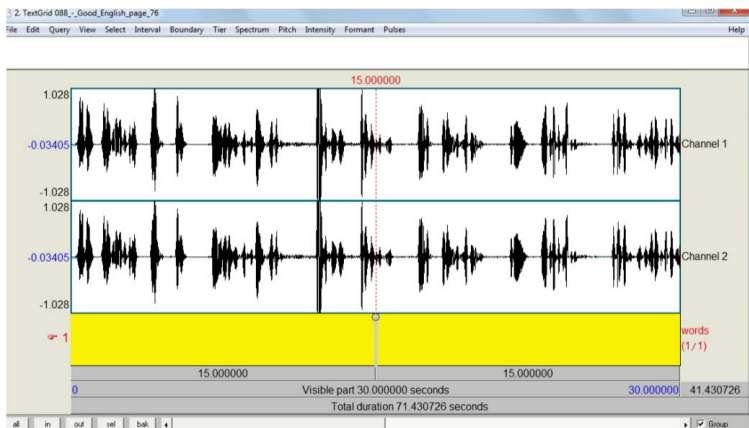 2. TextGrid 088_-_Good_English_page_76
File Edit Query View Select Interval Boundary Tier Spectrum Pitch Intensity Formant Pulses Help
15.000000
1.028
-0.03405
Channel 1
-1.028
1.028
-0.03405
Channel 2
-1.028
1
words
(1/1)
15.000000 15.000000
0 Visible part 30.000000 seconds 30.000000 41.430726
Total duration 71.430726 seconds
all in out sel bak Group